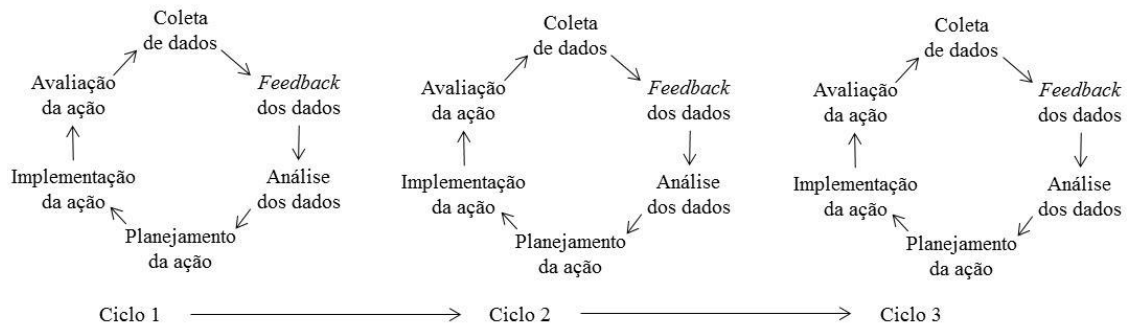 Coleta
de dados
Feedback
dos dados
Análise
dos dados
Planejamento
da ação
Implementação
da ação
Avaliação
da ação
Coleta
de dados
Feedback
dos dados
Análise
dos dados
Planejamento
da ação
Implementação
da ação
Avaliação
da ação
Coleta
de dados
Feedback
dos dados
Análise
dos dados
Planejamento
da ação
Implementação
da ação
Avaliação
da ação
Ciclo 1
Ciclo 2
Ciclo 3